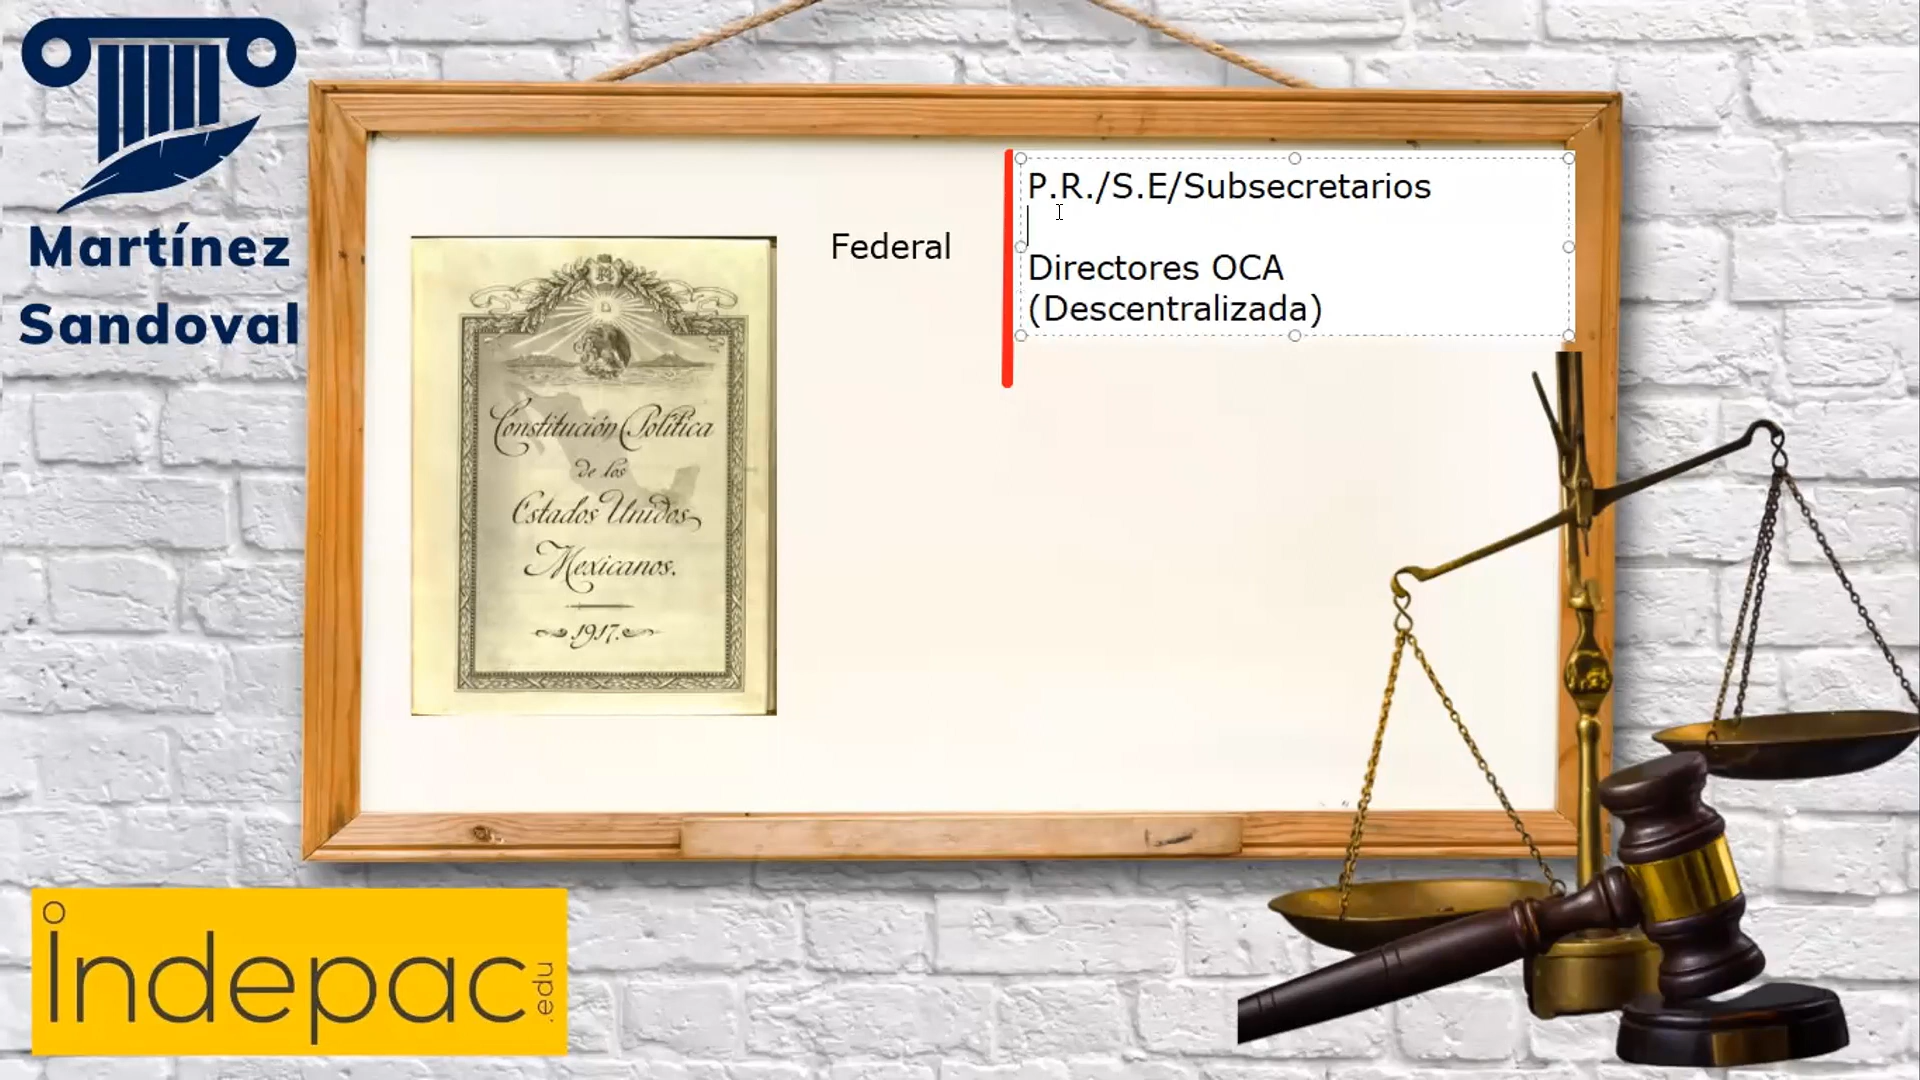 Martínez
Sandoval
Federal
P.R./S.E/Subsecretarios
Directores OCA
(Descentralizada)
Constitución Política
de los
Estados Unidos
Mexicanos.
1917.
indepac.edu